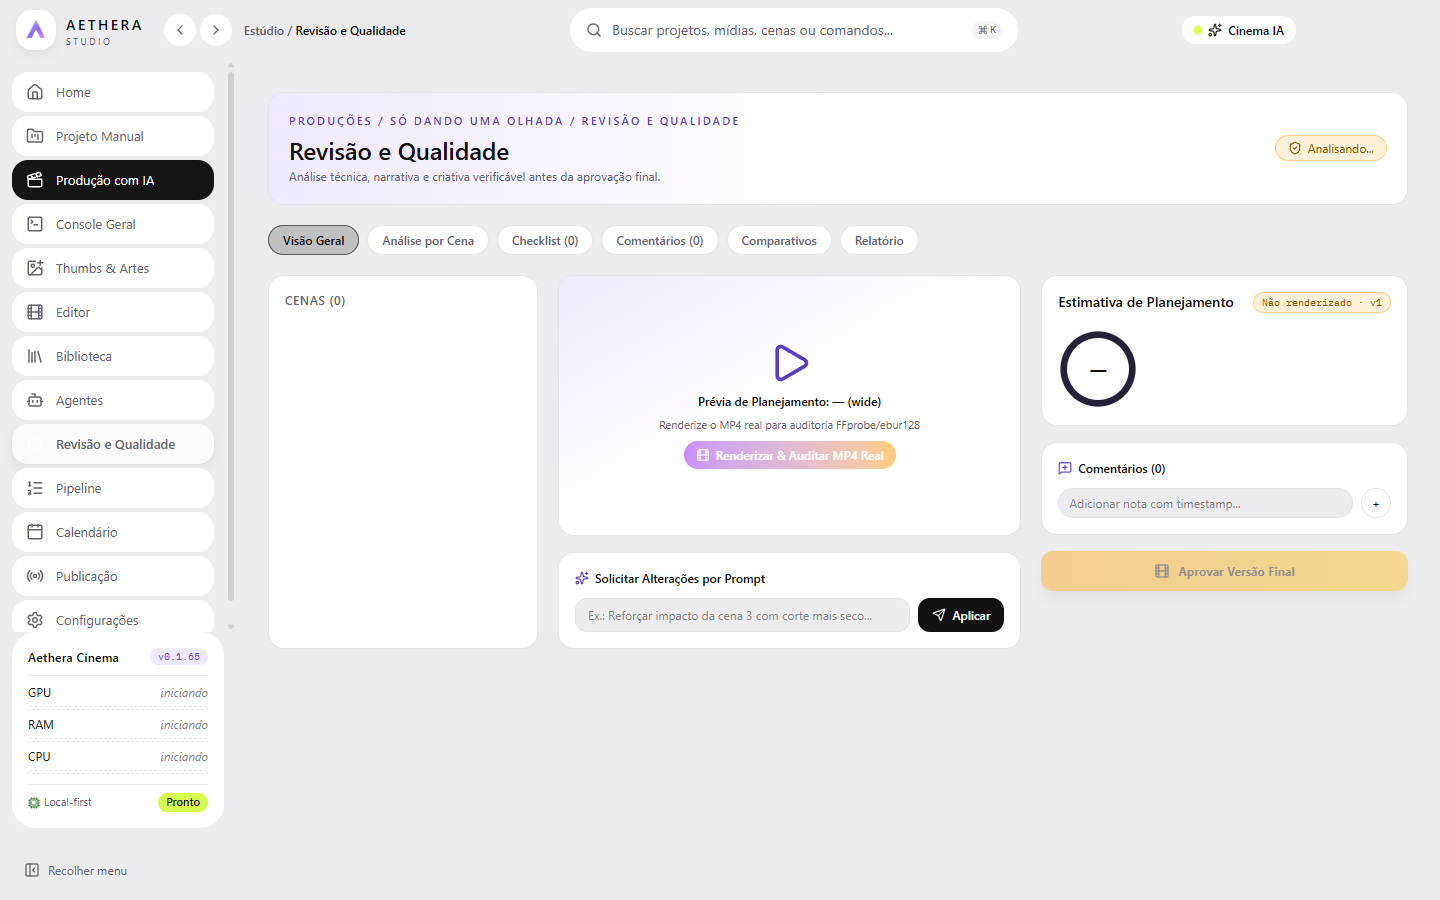 AETHERA
STUDIO
Estúdio / Revisão e Qualidade
Buscar projetos, mídias, cenas ou comandos...
⌘ K
Cinema IA
Home
Projeto Manual
Produção com IA
Console Geral
Thumbs & Artes
Editor
Biblioteca
Agentes
Revisão e Qualidade
Pipeline
Calendário
Publicação
Configurações
Aethera Cinema
v0.1.65
GPU
iniciando
RAM
iniciando
CPU
iniciando
Local-first
Pronto
Recolher menu
PRODUÇÕES / SÓ DANDO UMA OLHADA / REVISÃO E QUALIDADE
Revisão e Qualidade
Análise técnica, narrativa e criativa verificável antes da aprovação final.
Analisando...
Visão Geral
Análise por Cena
Checklist (0)
Comentários (0)
Comparativos
Relatório
CENAS (0)
Prévia de Planejamento: — (wide)
Renderize o MP4 real para auditoria FFprobe/ebur128
Renderizar & Auditar MP4 Real
Solicitar Alterações por Prompt
Ex.: Reforçar impacto da cena 3 com corte mais seco...
Aplicar
Estimativa de Planejamento
Não renderizado · v1
—
Comentários (0)
Adicionar nota com timestamp...
+
Aprovar Versão Final